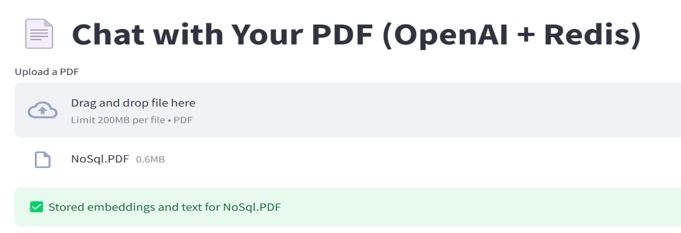 Chat with Your PDF (OpenAI + Redis)
Upload a PDF
Drag and drop file here
Limit 200MB per file • PDF
NoSql.PDF 0.6MB
Stored embeddings and text for NoSql.PDF